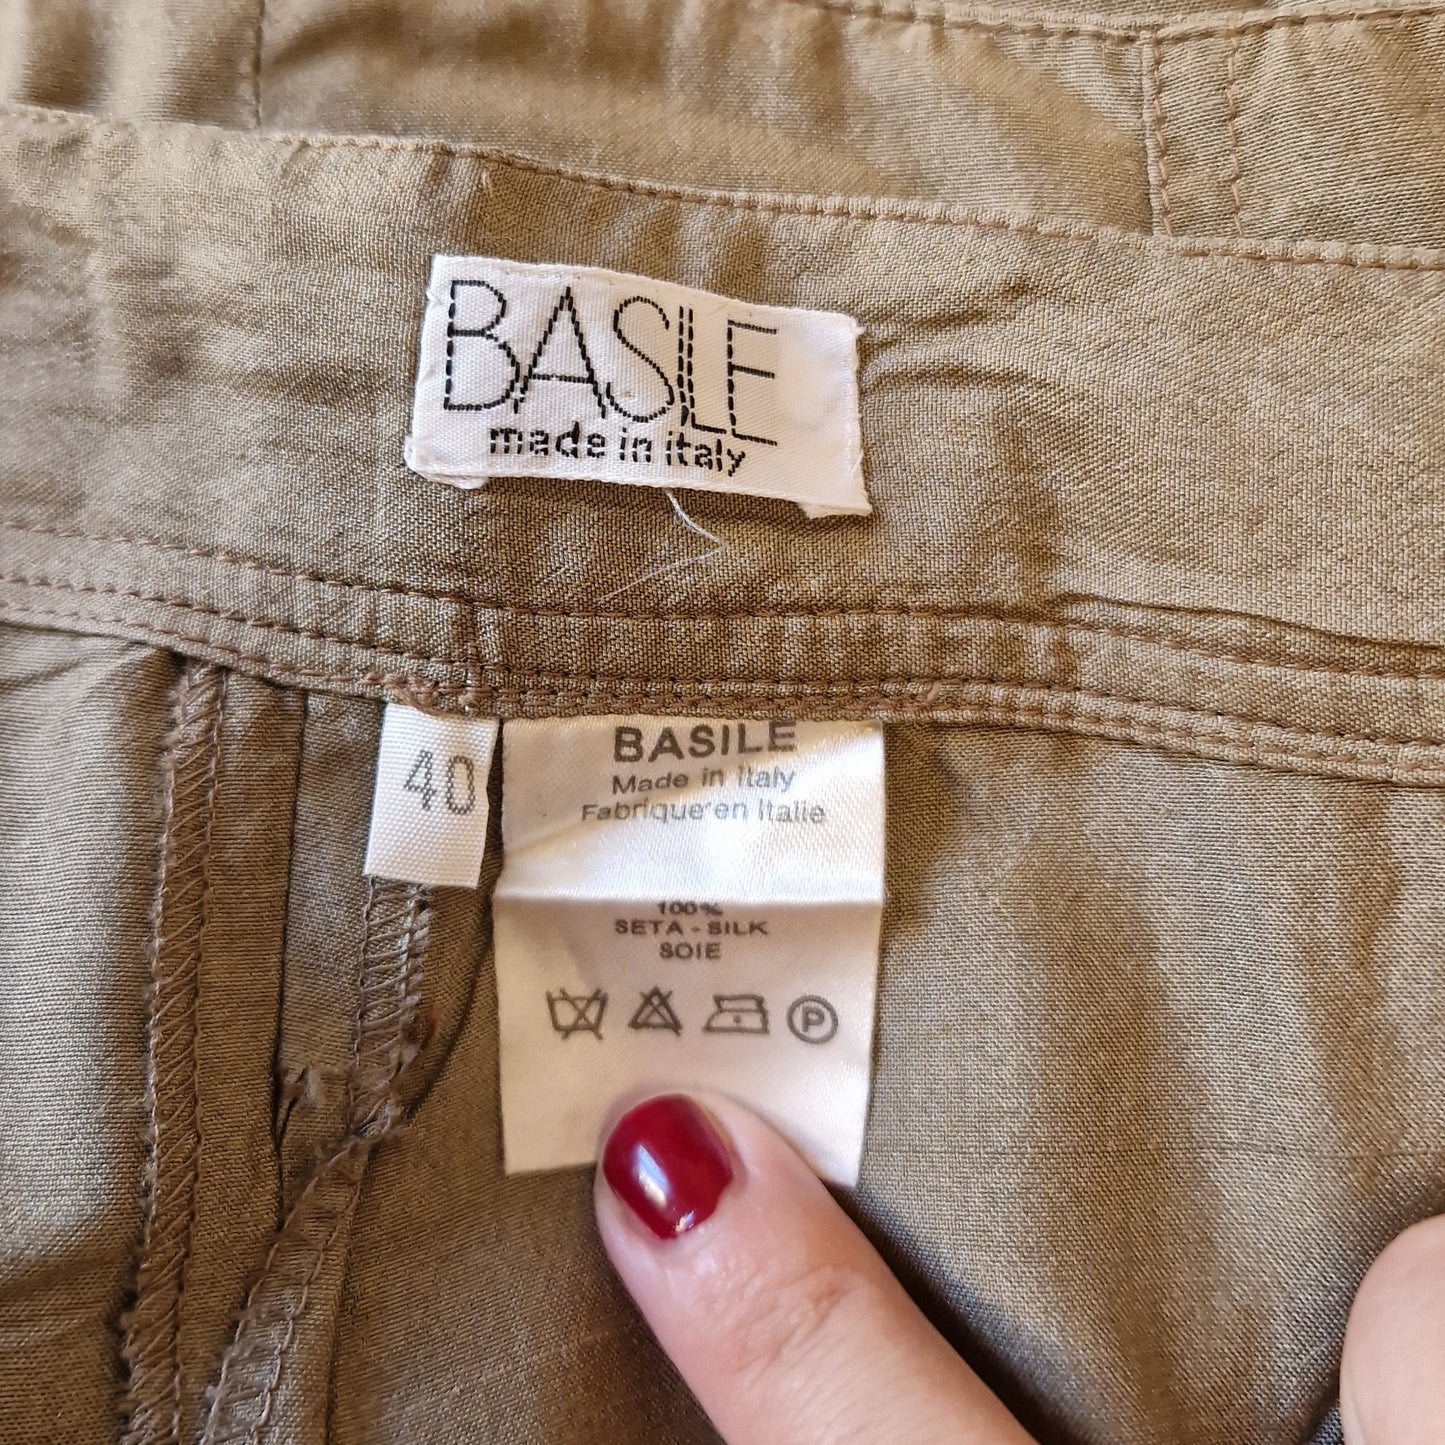 BASILE
made in italy
40
BASILE
Made in Italy
Fabrique en Italie
100%
SETA - SILK
SOIE
P